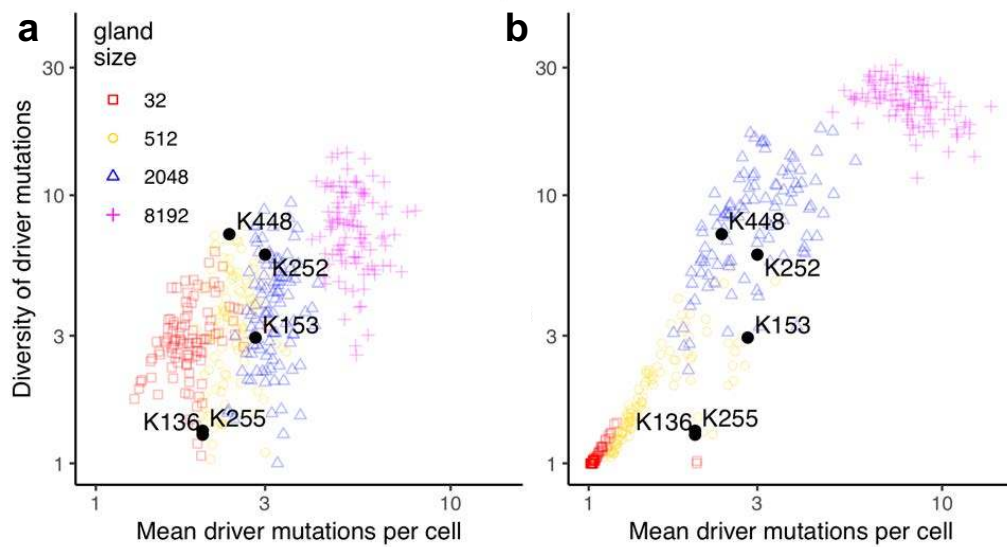 a
gland
size
32
512
2048
8192
30
10
3
1
K448
K252
K153
K136 K255
1 3 10
Mean driver mutations per cell
Diversity of driver mutations
b
30
10
3
1
K448
K252
K153
K136 K255
1 3 10
Mean driver mutations per cell